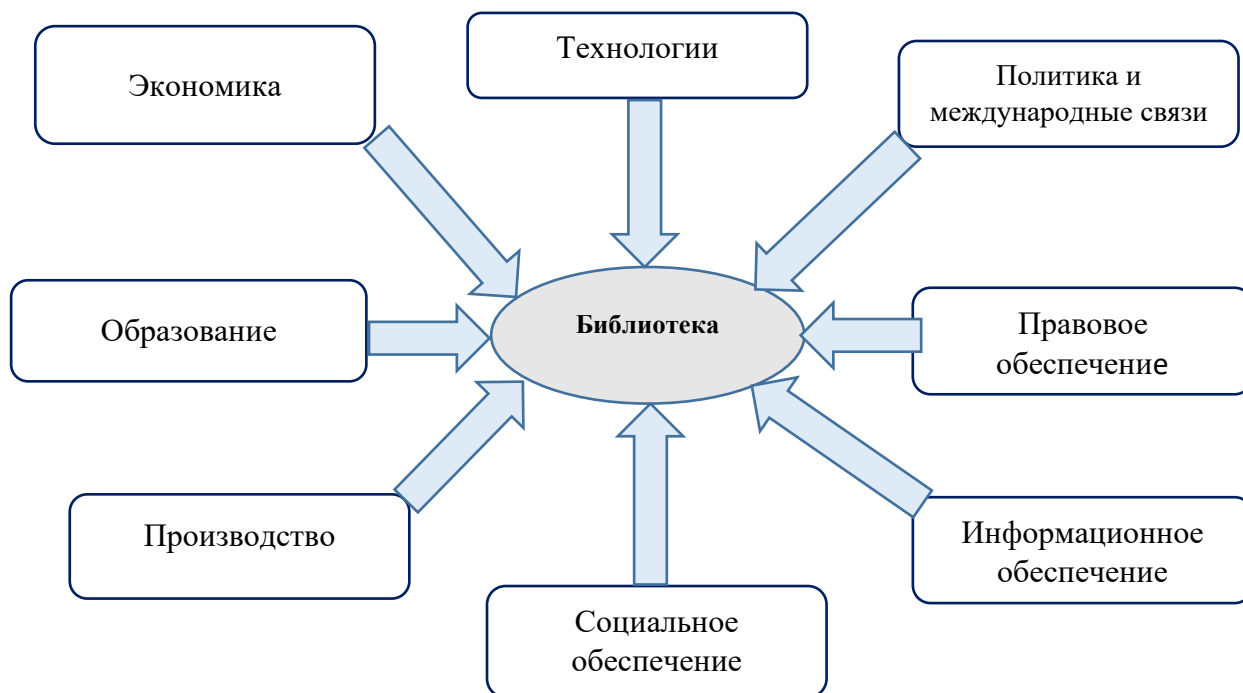 Экономика
Технологии
Политика и
международные связи
Образование
Библиотека
Правовое
обеспечение
Производство
Социальное
обеспечение
Информационное
обеспечение